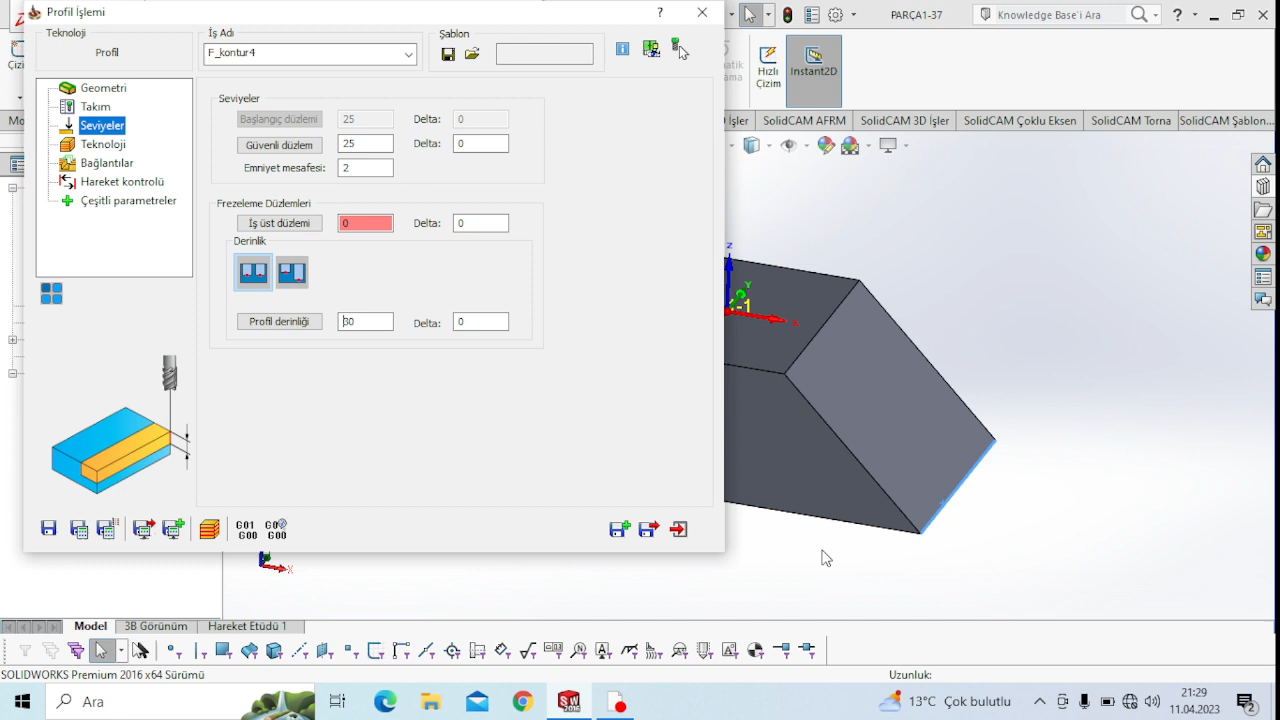 Profil İşlemi
?
PARÇA1-37
Knowledge Base'i Ara
?
Teknoloji
Profil
İş Adı
F_kontur4
Şablon
Hızlı
Çizim
Instant2D
SolidCAM AFRM
SolidCAM 3D İşler
SolidCAM Çoklu Eksen
SolidCAM Torna
SolidCAM Şablon...
Geometri
Takım
Seviyeler
Teknoloji
Bağlantılar
Hareket kontrolü
Çeşitli parametreler
Seviyeler
Başlangıç düzlemi
25
Delta:
0
Güvenli düzlem
25
Delta:
0
Emniyet mesafesi:
2
Frezeleme Düzlemleri
İş üst düzlemi
0
Delta:
0
Derinlik
Profil derinliği
30
Delta:
0
G01
G00
G00
z
Y
x
X
Model
3B Görünüm
Hareket Etüdü 1
SOLIDWORKS Premium 2016 x64 Sürümü
Uzunluk:
Ara
13°C Çok bulutlu
21:29
11.04.2023
2